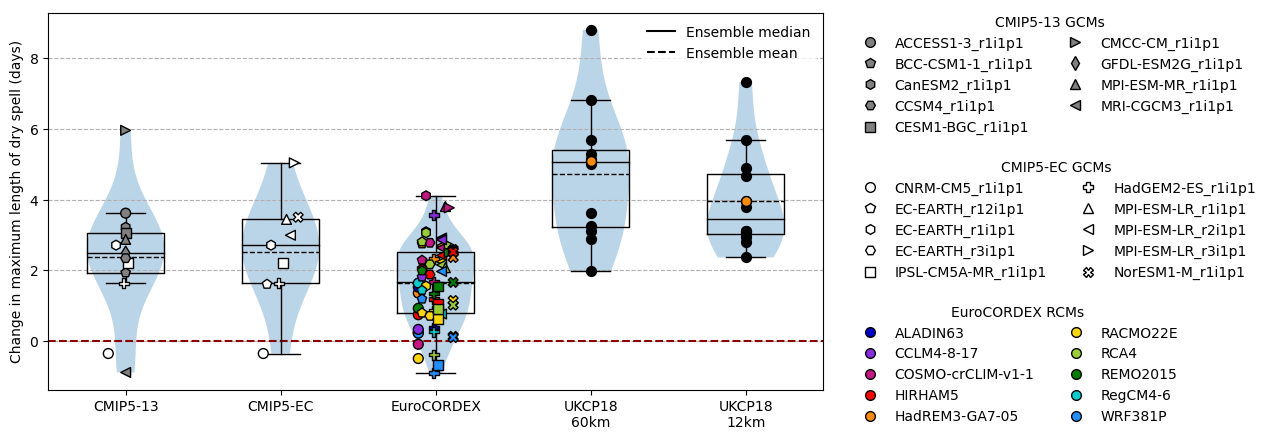 Change in maximum length of dry spell (days)
8
6
4
2
0
Ensemble median
Ensemble mean
CMIP5-13
CMIP5-EC
EuroCORDEX
UKCP18
60km
UKCP18
12km
CMIP5-13 GCMs
ACCESS1-3_r1i1p1
BCC-CSM1-1_r1i1p1
CanESM2_r1i1p1
CCSM4_r1i1p1
CESM1-BGC_r1i1p1
CMCC-CM_r1i1p1
GFDL-ESM2G_r1i1p1
MPI-ESM-MR_r1i1p1
MRI-CGCM3_r1i1p1
CMIP5-EC GCMs
CNRM-CM5_r1i1p1
EC-EARTH_r12i1p1
EC-EARTH_r1i1p1
EC-EARTH_r3i1p1
IPSL-CM5A-MR_r1i1p1
HadGEM2-ES_r1i1p1
MPI-ESM-LR_r1i1p1
MPI-ESM-LR_r2i1p1
MPI-ESM-LR_r3i1p1
NorESM1-M_r1i1p1
EuroCORDEX RCMs
ALADIN63
CCLM4-8-17
COSMO-crCLIM-v1-1
HIRHAM5
HadREM3-GA7-05
RACMO22E
RCA4
REMO2015
RegCM4-6
WRF381P